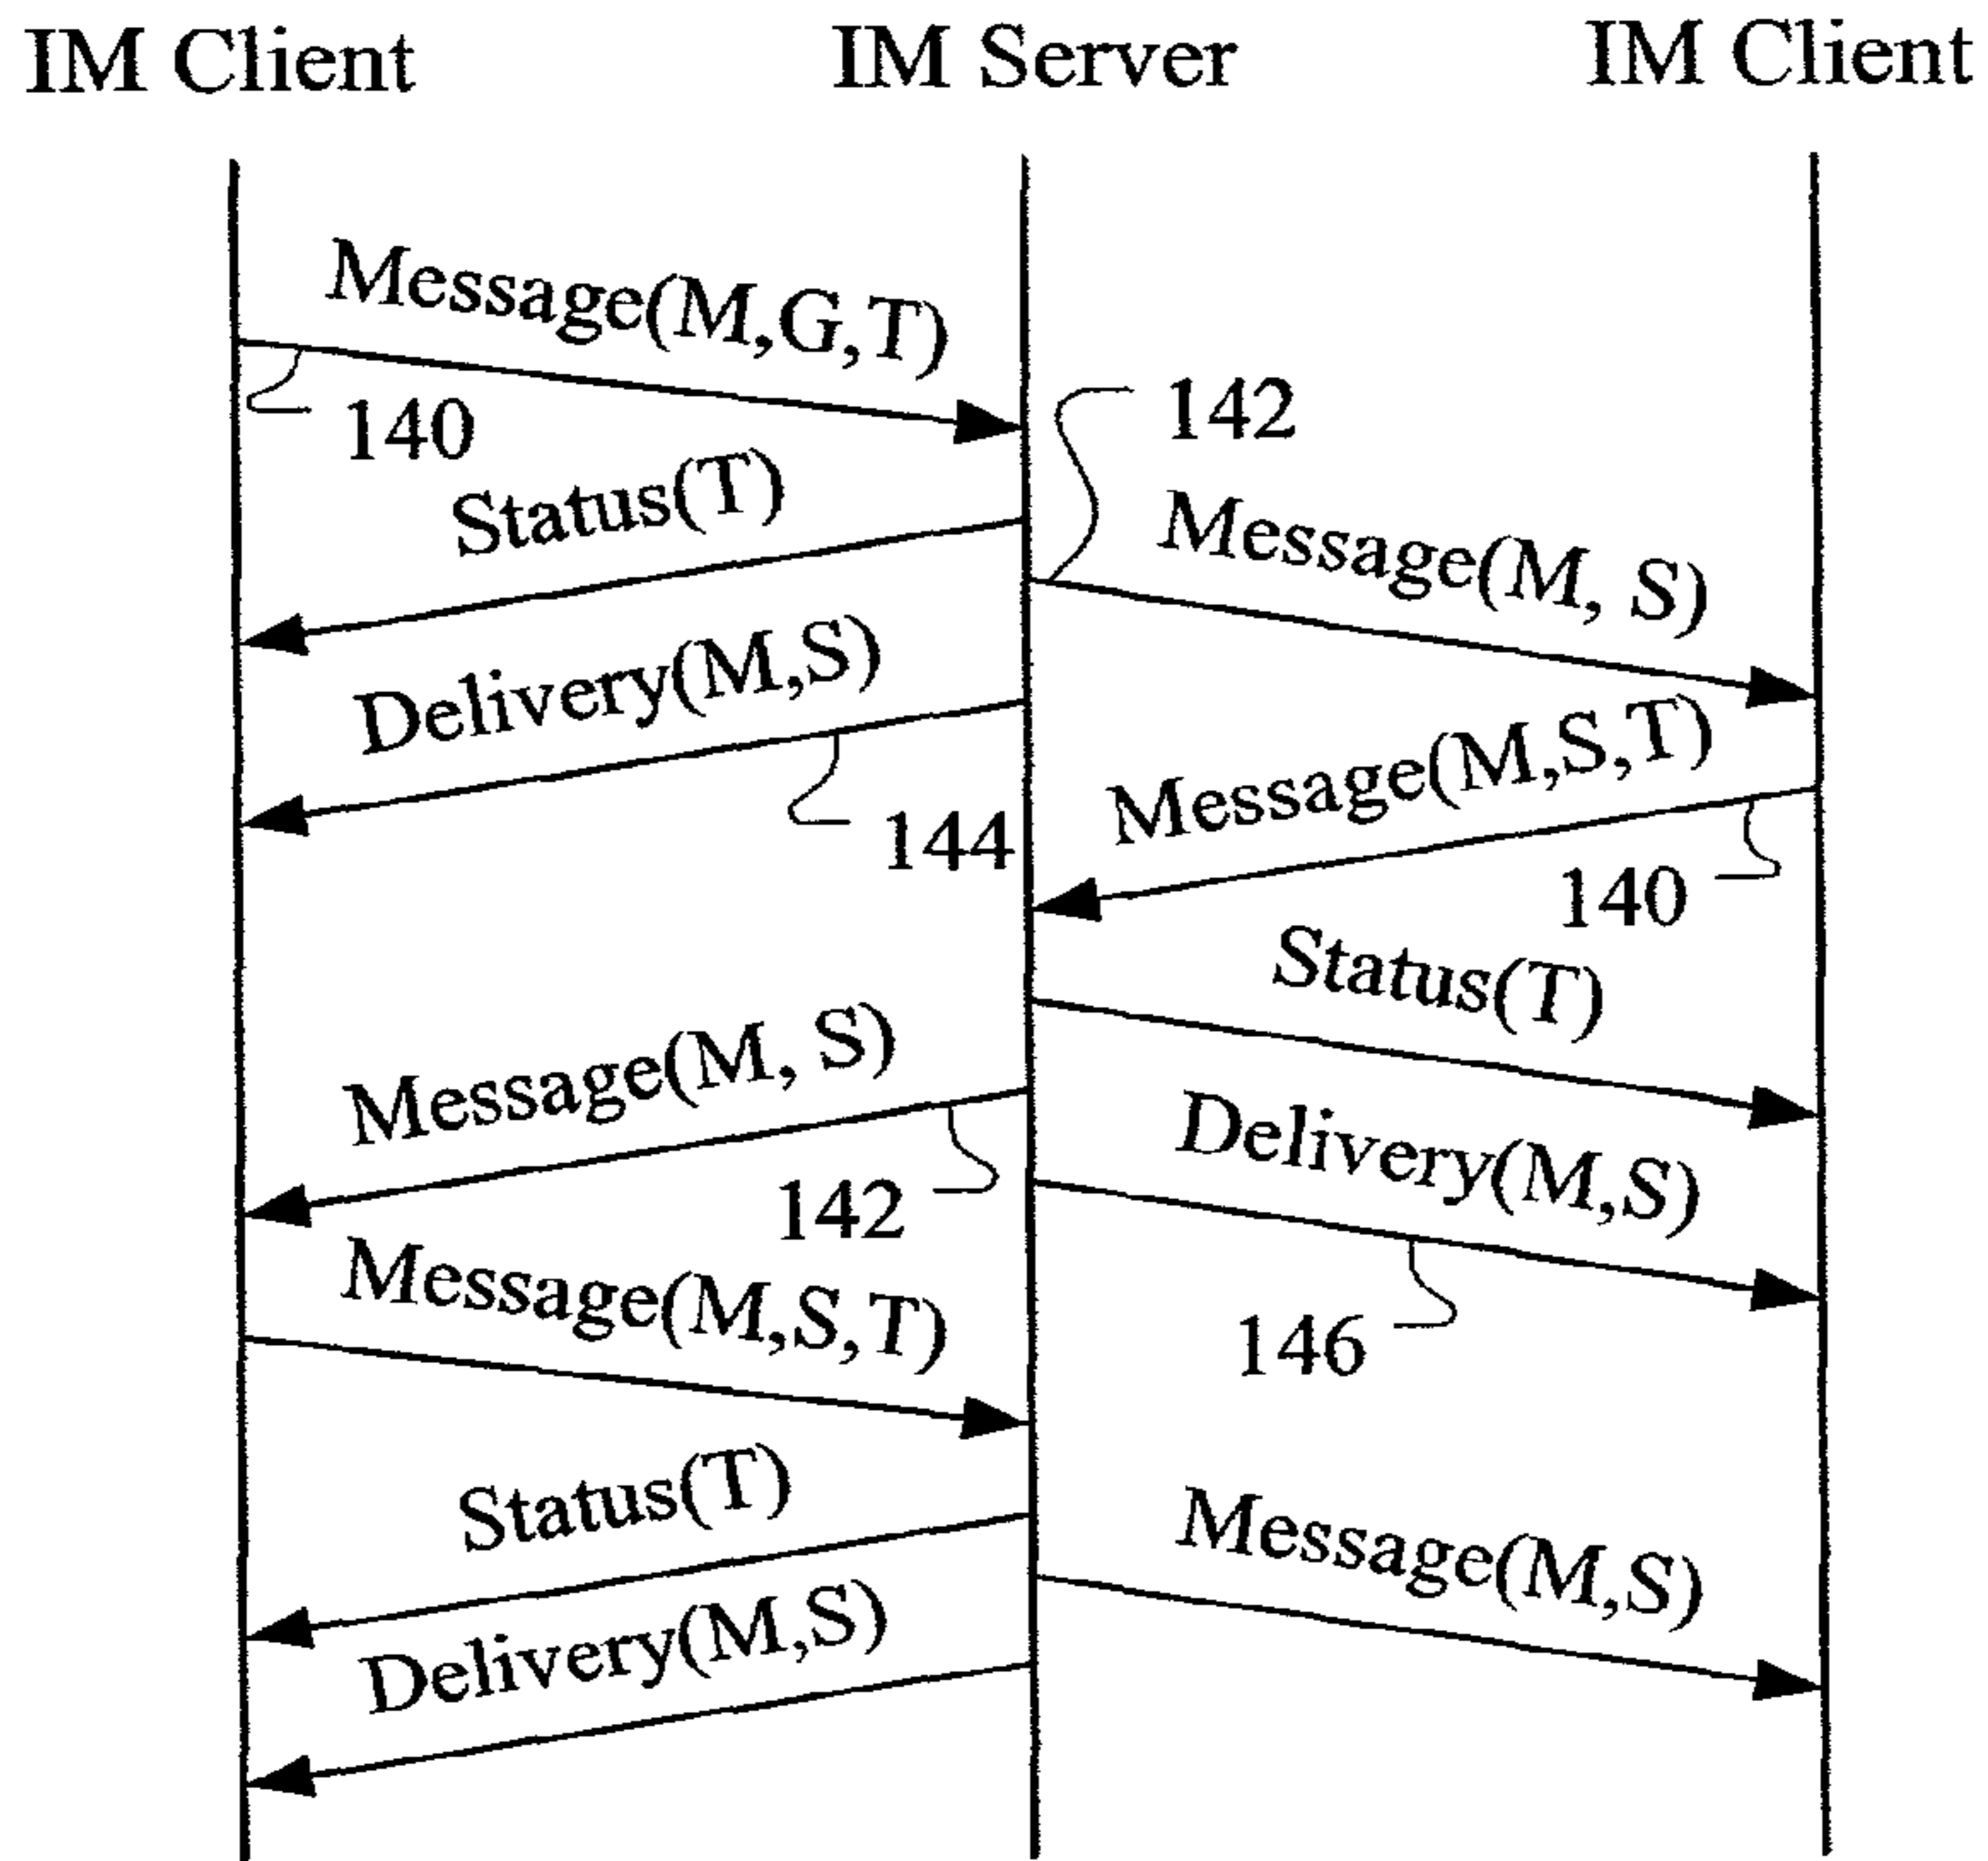 IM Client IM Server IM Client
Message(M,G,T)
140
142
Status(T)
Message(M, S)
Delivery(M,S)
Message(M,S,T)
144
140
Status(T)
Message(M, S)
Delivery(M,S)
142
Message(M,S,T)
146
Status(T)
Message(M,S)
Delivery(M,S)